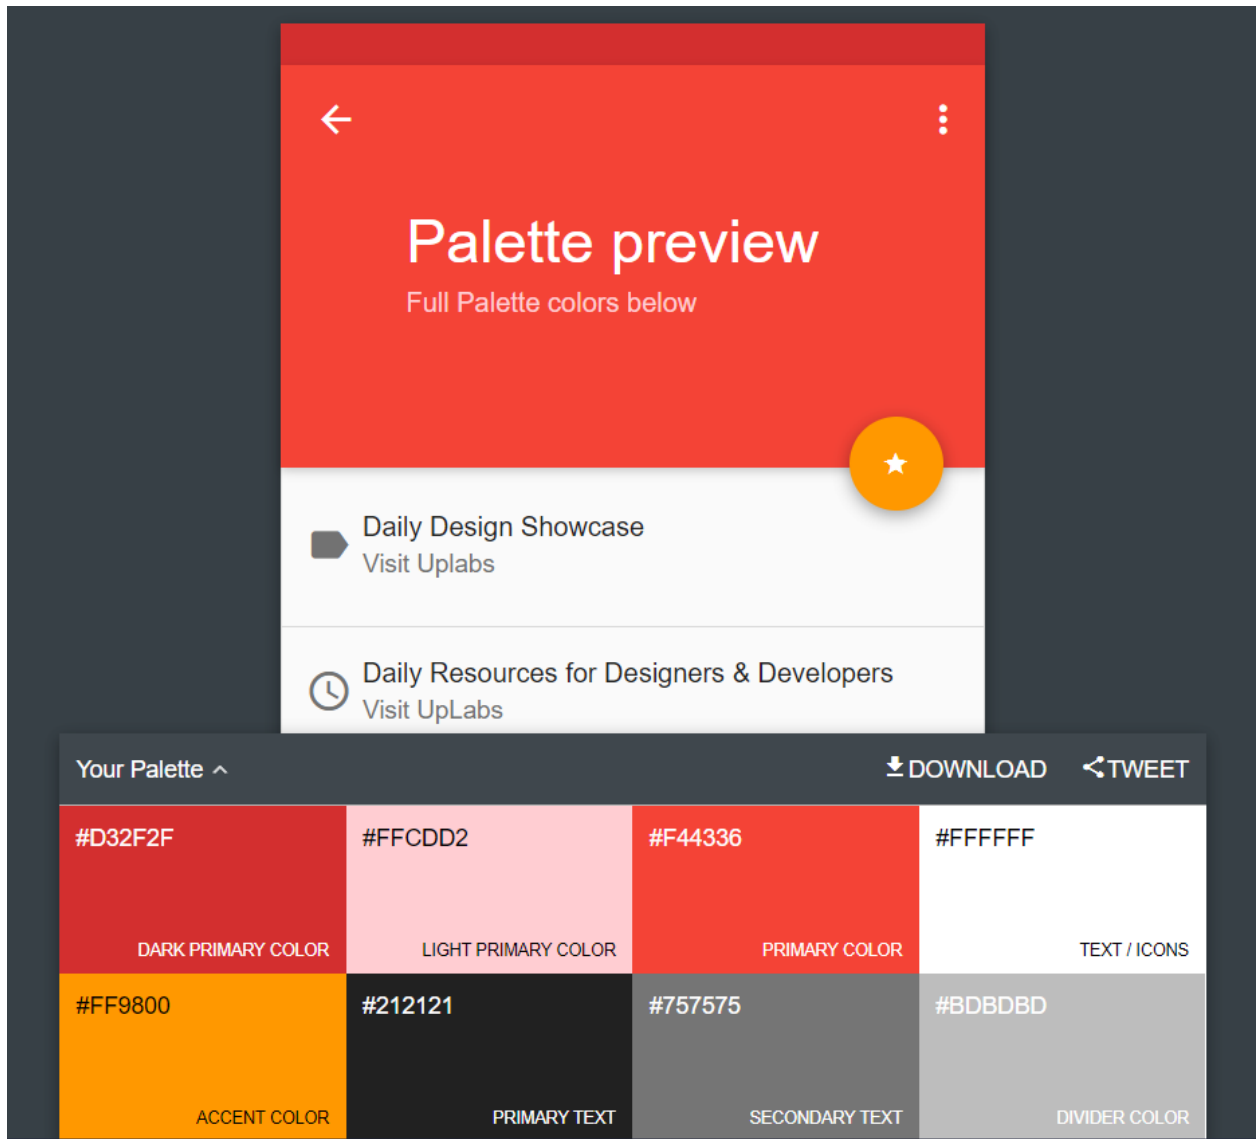 Palette preview
Full Palette colors below
Daily Design Showcase
Visit Uplabs
Daily Resources for Designers & Developers
Visit UpLabs
Your Palette
DOWNLOAD
TWEET
#D32F2F
DARK PRIMARY COLOR
#FFCDD2
LIGHT PRIMARY COLOR
#F44336
PRIMARY COLOR
#FFFFFF
TEXT / ICONS
#FF9800
ACCENT COLOR
#212121
PRIMARY TEXT
#757575
SECONDARY TEXT
#BDBDBD
DIVIDER COLOR